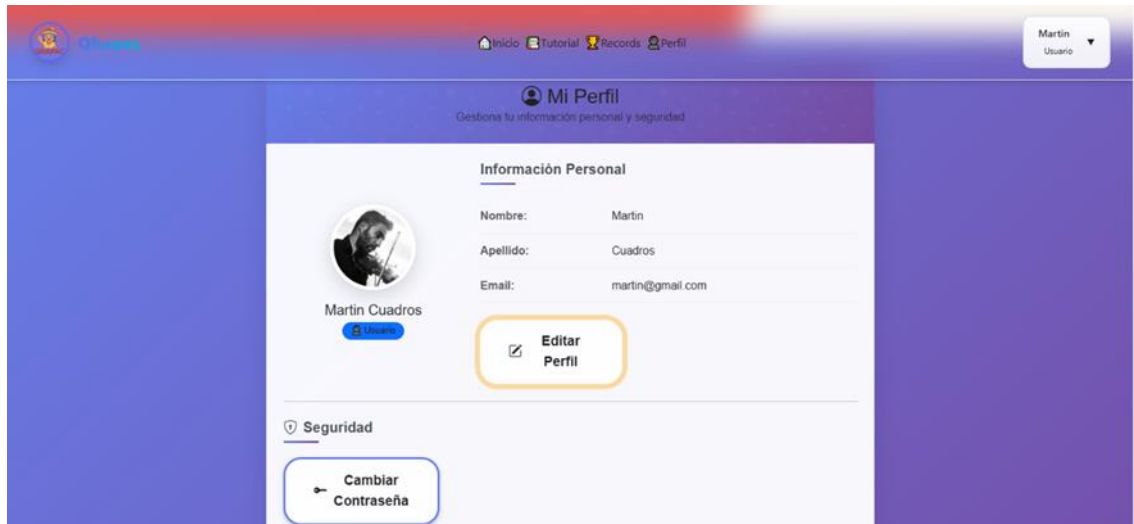 Inicio Tutorial Records Perfil
Martin
Usuario
Mi Perfil
Gestiona tu información personal y seguridad
Información Personal
Nombre: Martin
Apellido: Cuadros
Email: martin@gmail.com
Martin Cuadros
Usuario
Editar
Perfil
Seguridad
Cambiar
Contraseña